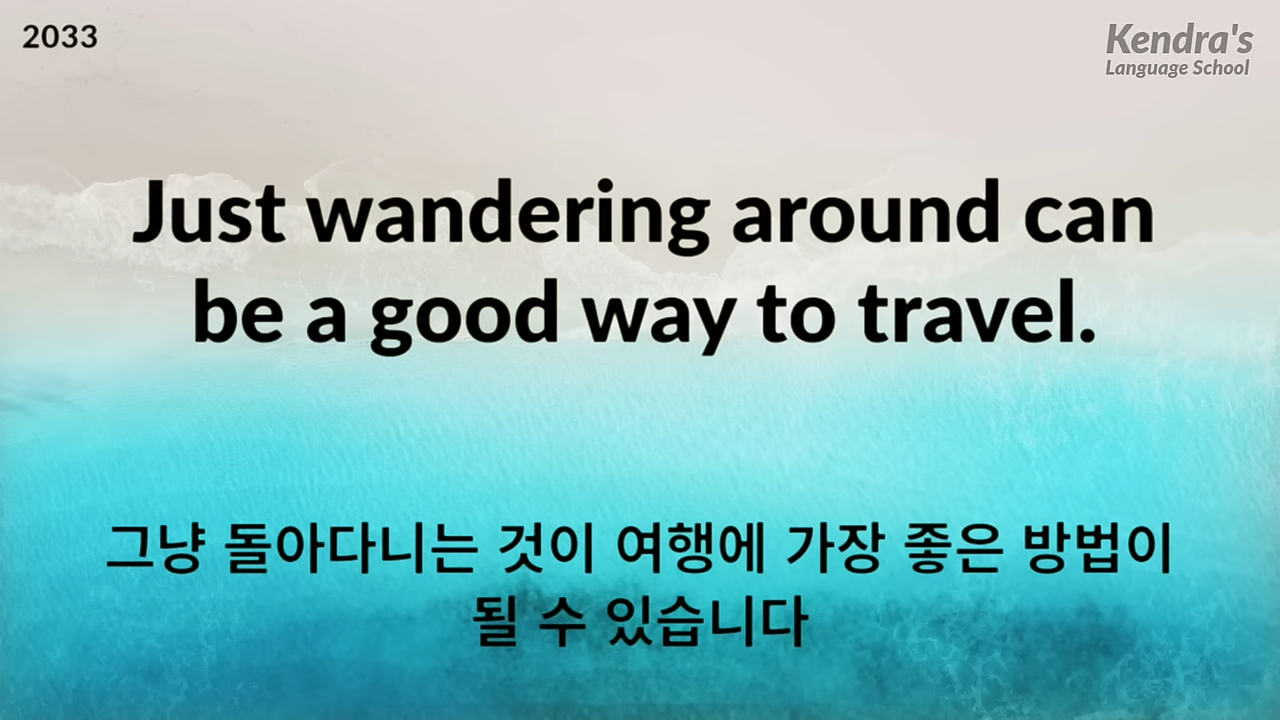 2033
Kendra's
Language School
Just wandering around can
be a good way to travel.
그냥 돌아다니는 것이 여행에 가장 좋은 방법이
될 수 있습니다